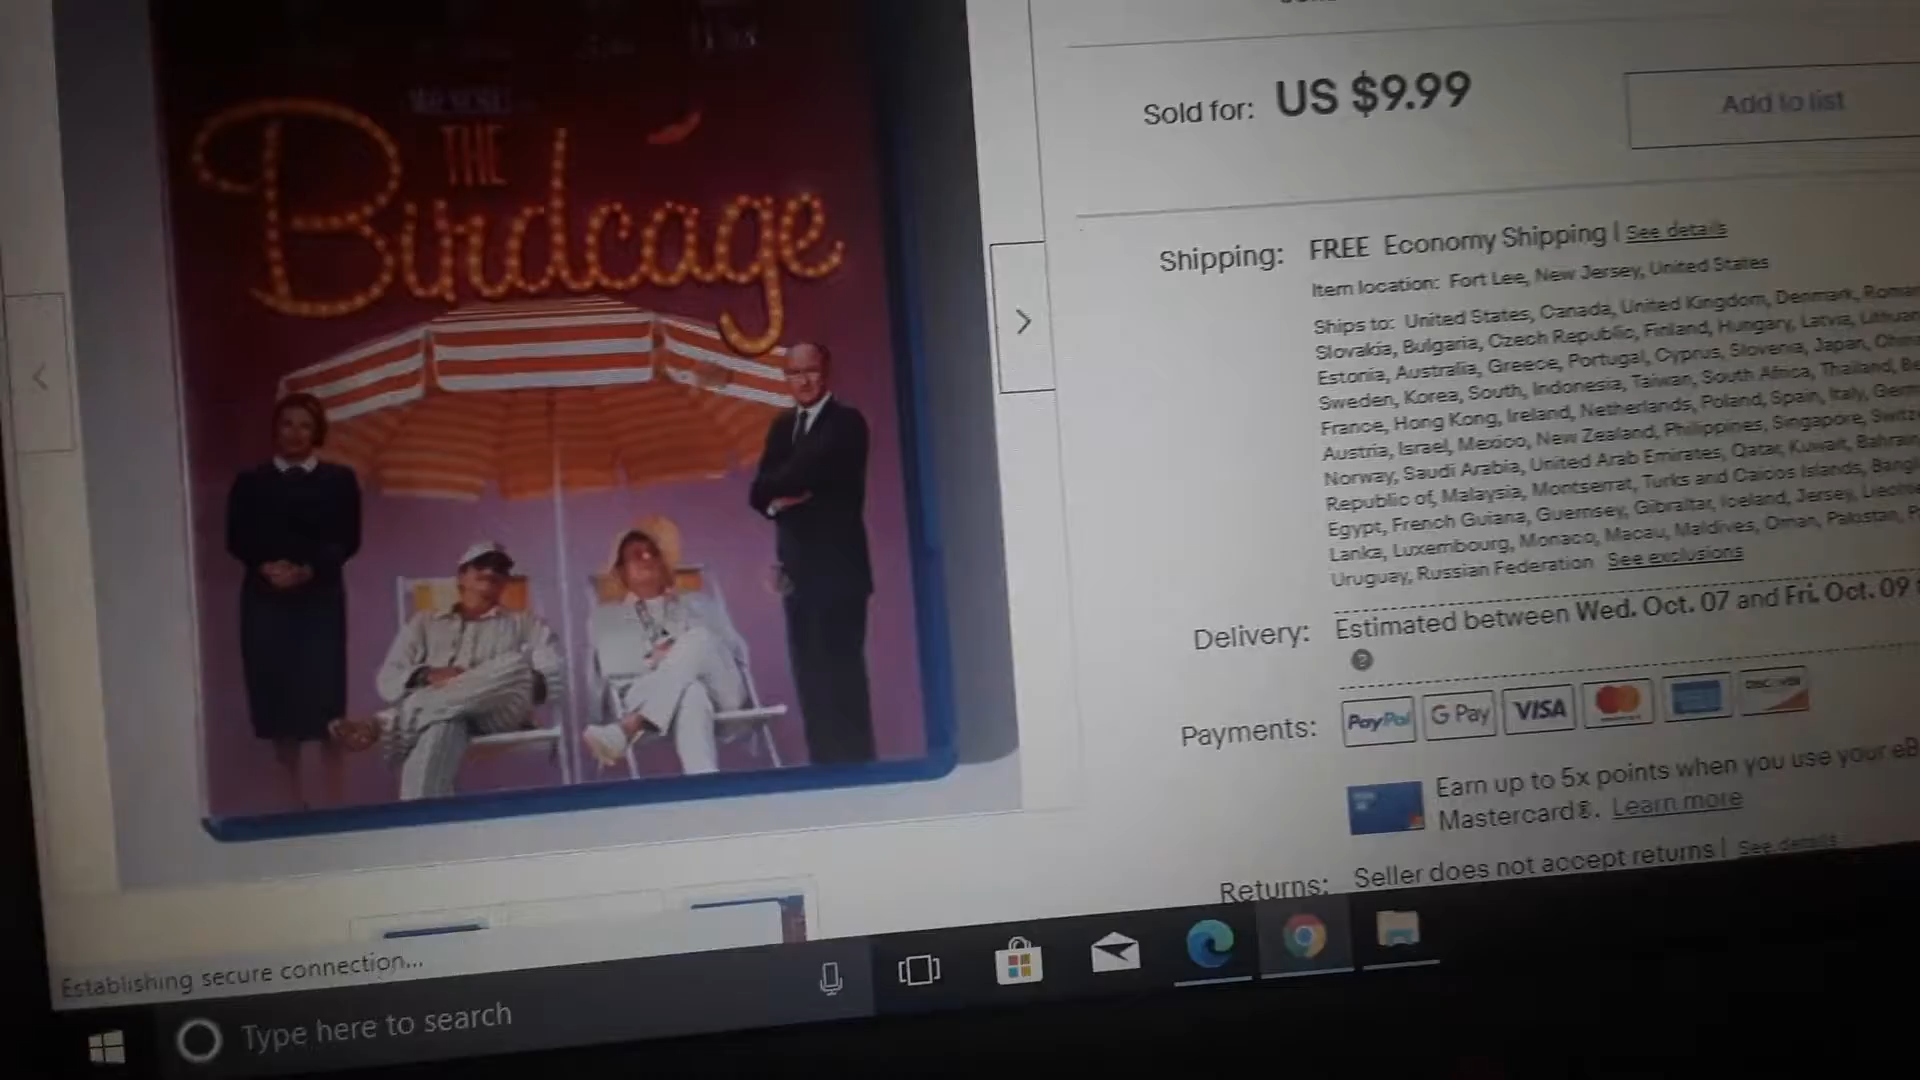 THE
Birdcage
Sold for: US $9.99
Add to list
Shipping: FREE Economy Shipping | See details
Item location: Fort Lee, New Jersey, United States
Ships to: United States, Canada, United Kingdom, Denmark,
Slovakia, Bulgaria, Czech Republic, Finland, Hungary, Latvia,
Estonia, Australia, Greece, Portugal, Cyprus, Slovenia, Japan,
Sweden, Korea, South, Indonesia, Taiwan, South Africa, Thailand,
France, Hong Kong, Ireland, Netherlands, Poland, Spain, Italy,
Austria, Israel, Mexico, New Zealand, Philippines, Singapore,
Norway, Saudi Arabia, United Arab Emirates, Qatar, Kuwait, Bahrain
Republic of, Malaysia, Montserrat, Turks and Caicos Islands,
Egypt, French Guiana, Guernsey, Gibraltar, Iceland, Jersey,
Lanka, Luxembourg, Monaco, Macau, Maldives, Oman, Pakistan,
Uruguay, Russian Federation See exclusions
Delivery: Estimated between Wed. Oct. 07 and Fri. Oct. 09
Payments: PayPal G Pay VISA DISCOVER
Earn up to 5x points when you use your eB
Mastercard®. Learn more
Returns: Seller does not accept returns | See details
Establishing secure connection...
Type here to search